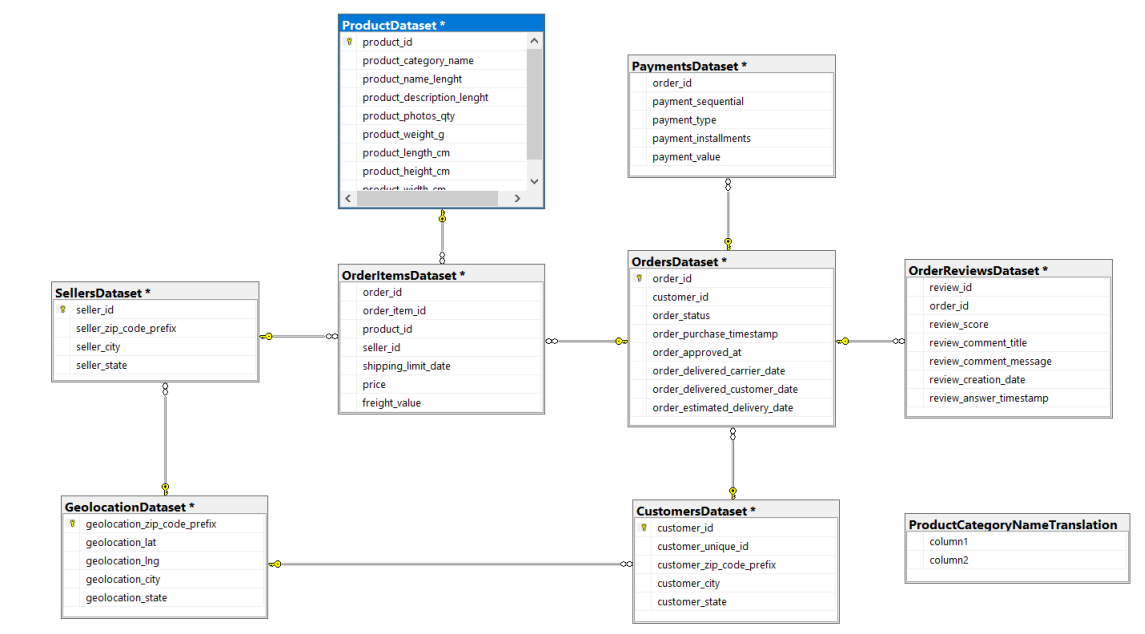 ProductDataset *
product_id
product_category_name
product_name_lenght
product_description_lenght
product_photos_qty
product_weight_g
product_length_cm
product_height_cm
product_width_cm
PaymentsDataset *
order_id
payment_sequential
payment_type
payment_installments
payment_value
SellersDataset *
seller_id
seller_zip_code_prefix
seller_city
seller_state
OrderItemsDataset *
order_id
order_item_id
product_id
seller_id
shipping_limit_date
price
freight_value
OrdersDataset *
order_id
customer_id
order_status
order_purchase_timestamp
order_approved_at
order_delivered_carrier_date
order_delivered_customer_date
order_estimated_delivery_date
OrderReviewsDataset *
review_id
order_id
review_score
review_comment_title
review_comment_message
review_creation_date
review_answer_timestamp
GeolocationDataset *
geolocation_zip_code_prefix
geolocation_lat
geolocation_lng
geolocation_city
geolocation_state
CustomersDataset *
customer_id
customer_unique_id
customer_zip_code_prefix
customer_city
customer_state
ProductCategoryNameTranslation
column1
column2